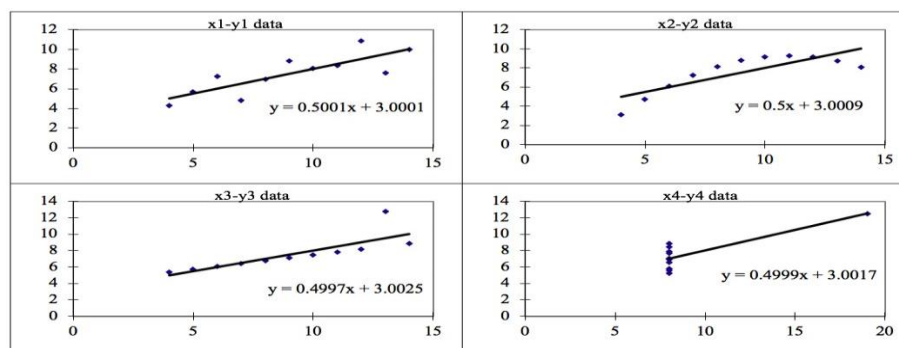 x1-y1 data
12
10
8
6
4
2
0
0 5 10 15
y = 0.5001x + 3.0001
x2-y2 data
12
10
8
6
4
2
0
0 5 10 15
y = 0.5x + 3.0009
x3-y3 data
14
12
10
8
6
4
2
0
0 5 10 15
y = 0.4997x + 3.0025
x4-y4 data
14
12
10
8
6
4
2
0
0 5 10 15 20
y = 0.4999x + 3.0017